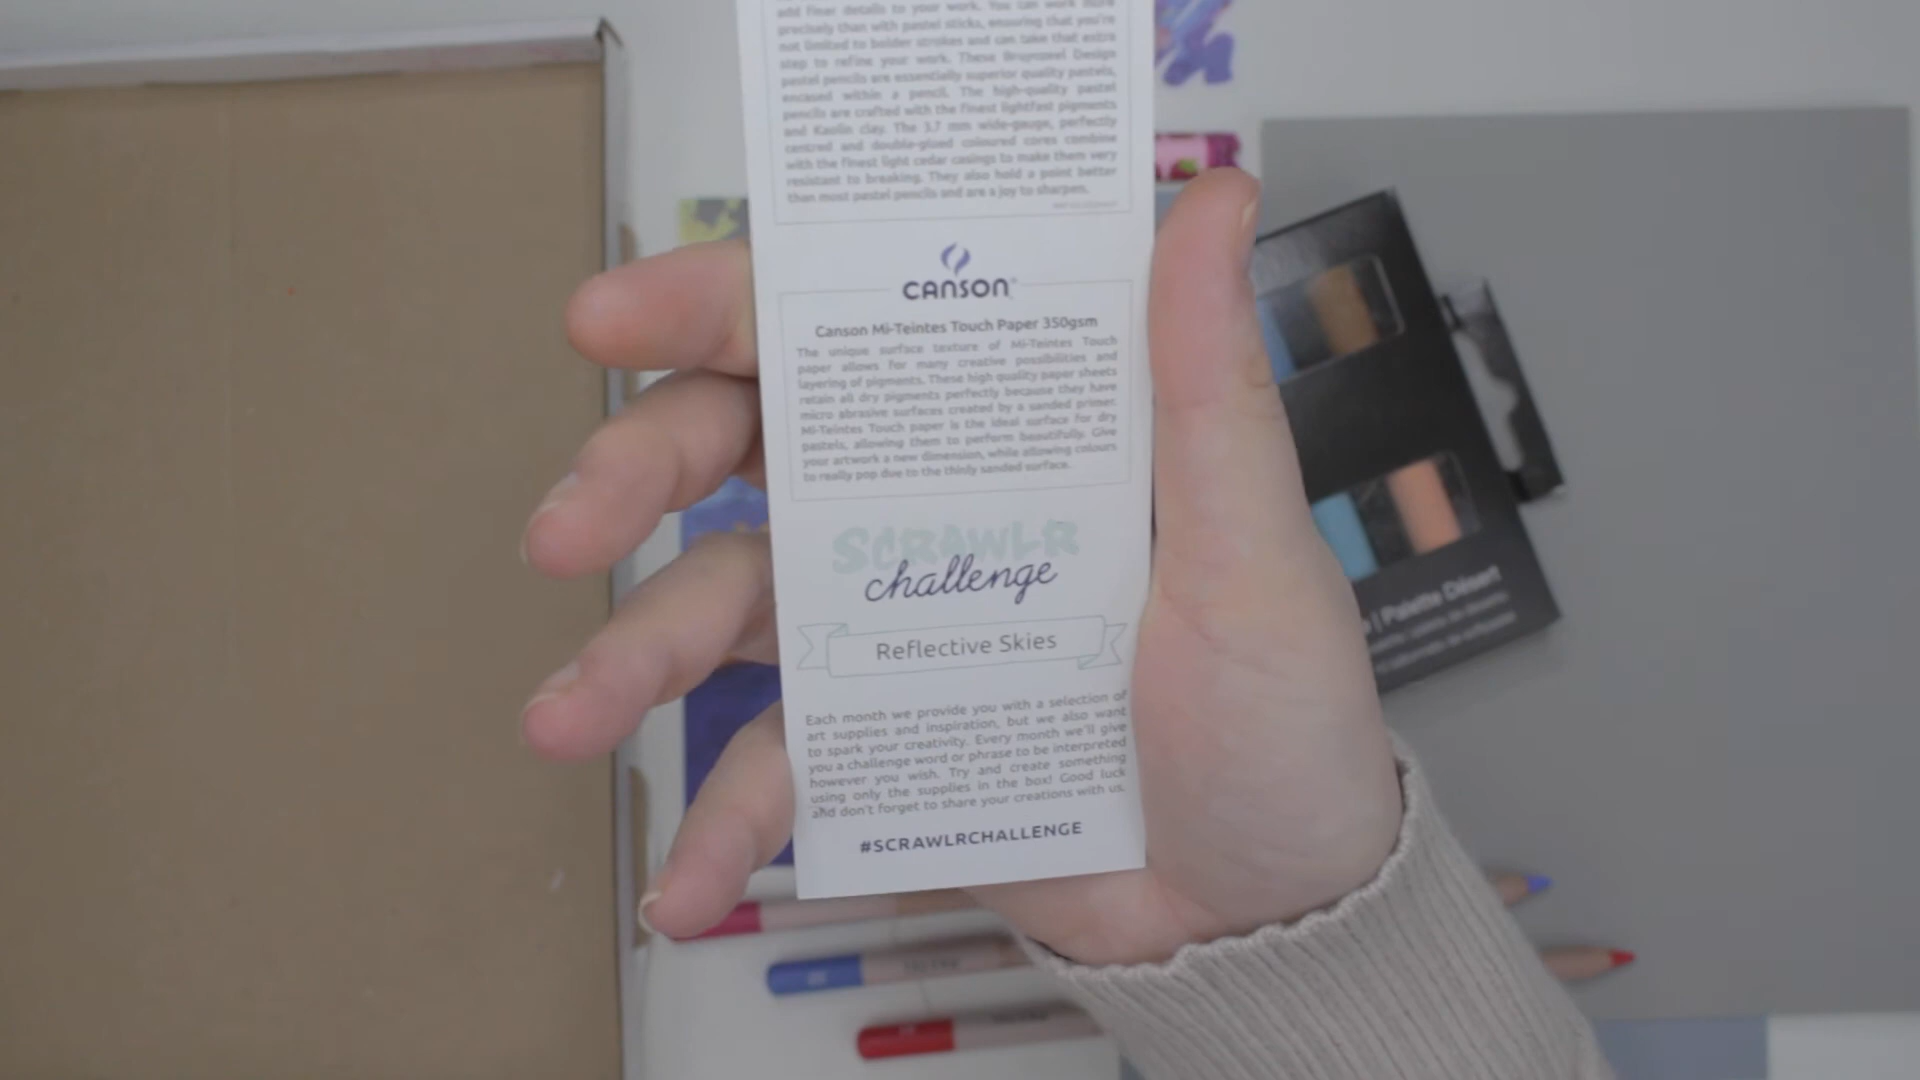 add finer details to your work. You can work more
precisely than with pastel sticks, ensuring that you're
not limited to bolder strokes and can take that extra
step to refine your work. These Bruynzeel Design
pastel pencils are essentially superior quality pastels,
encased within a pencil. The high-quality pastel
pencils are crafted with the finest lightfast pigments
and Kaolin clay. The 3.7 mm wide-gauge, perfectly
centred and double-glued coloured cores combine
with the finest light cedar casings to make them very
resistant to breaking. They also hold a point better
than most pastel pencils and are a joy to sharpen.
CANSON
Canson Mi-Teintes Touch Paper 350gsm
The unique surface texture of Mi-Teintes Touch
paper allows for many creative possibilities and
layering of pigments. These high quality paper sheets
retain all dry pigments perfectly because they have
micro abrasive surfaces created by a sanded primer.
Mi-Teintes Touch paper is the ideal surface for dry
pastels, allowing them to perform beautifully. Give
your artwork a new dimension, while allowing colours
to really pop due to the thinly sanded surface.
SCRAWLR
challenge
Reflective Skies
Each month we provide you with a selection of
art supplies and inspiration, but we also want
to spark your creativity. Every month we'll give
you a challenge word or phrase to be interpreted
however you wish. Try and create something
using only the supplies in the box! Good luck
and don't forget to share your creations with us.
#SCRAWLRCHALLENGE
| Palette Désert